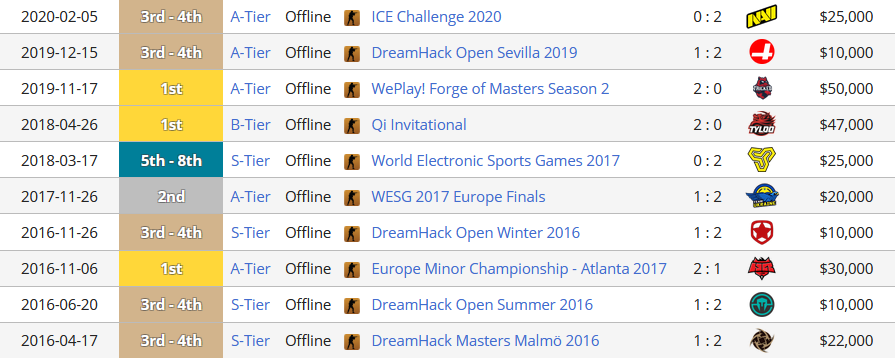 2020-02-05 3rd - 4th A-Tier Offline ICE Challenge 2020 0 : 2 NAVI $25,000
2019-12-15 3rd - 4th A-Tier Offline DreamHack Open Sevilla 2019 1 : 2 $10,000
2019-11-17 1st A-Tier Offline WePlay! Forge of Masters Season 2 2 : 0 $50,000
2018-04-26 1st B-Tier Offline Qi Invitational 2 : 0 TYLOO $47,000
2018-03-17 5th - 8th S-Tier Offline World Electronic Sports Games 2017 0 : 2 $25,000
2017-11-26 2nd A-Tier Offline WESG 2017 Europe Finals 1 : 2 UKRAINE $20,000
2016-11-26 3rd - 4th S-Tier Offline DreamHack Open Winter 2016 1 : 2 $10,000
2016-11-06 1st A-Tier Offline Europe Minor Championship - Atlanta 2017 2 : 1 $30,000
2016-06-20 3rd - 4th S-Tier Offline DreamHack Open Summer 2016 1 : 2 $10,000
2016-04-17 3rd - 4th S-Tier Offline DreamHack Masters Malmö 2016 1 : 2 $22,000